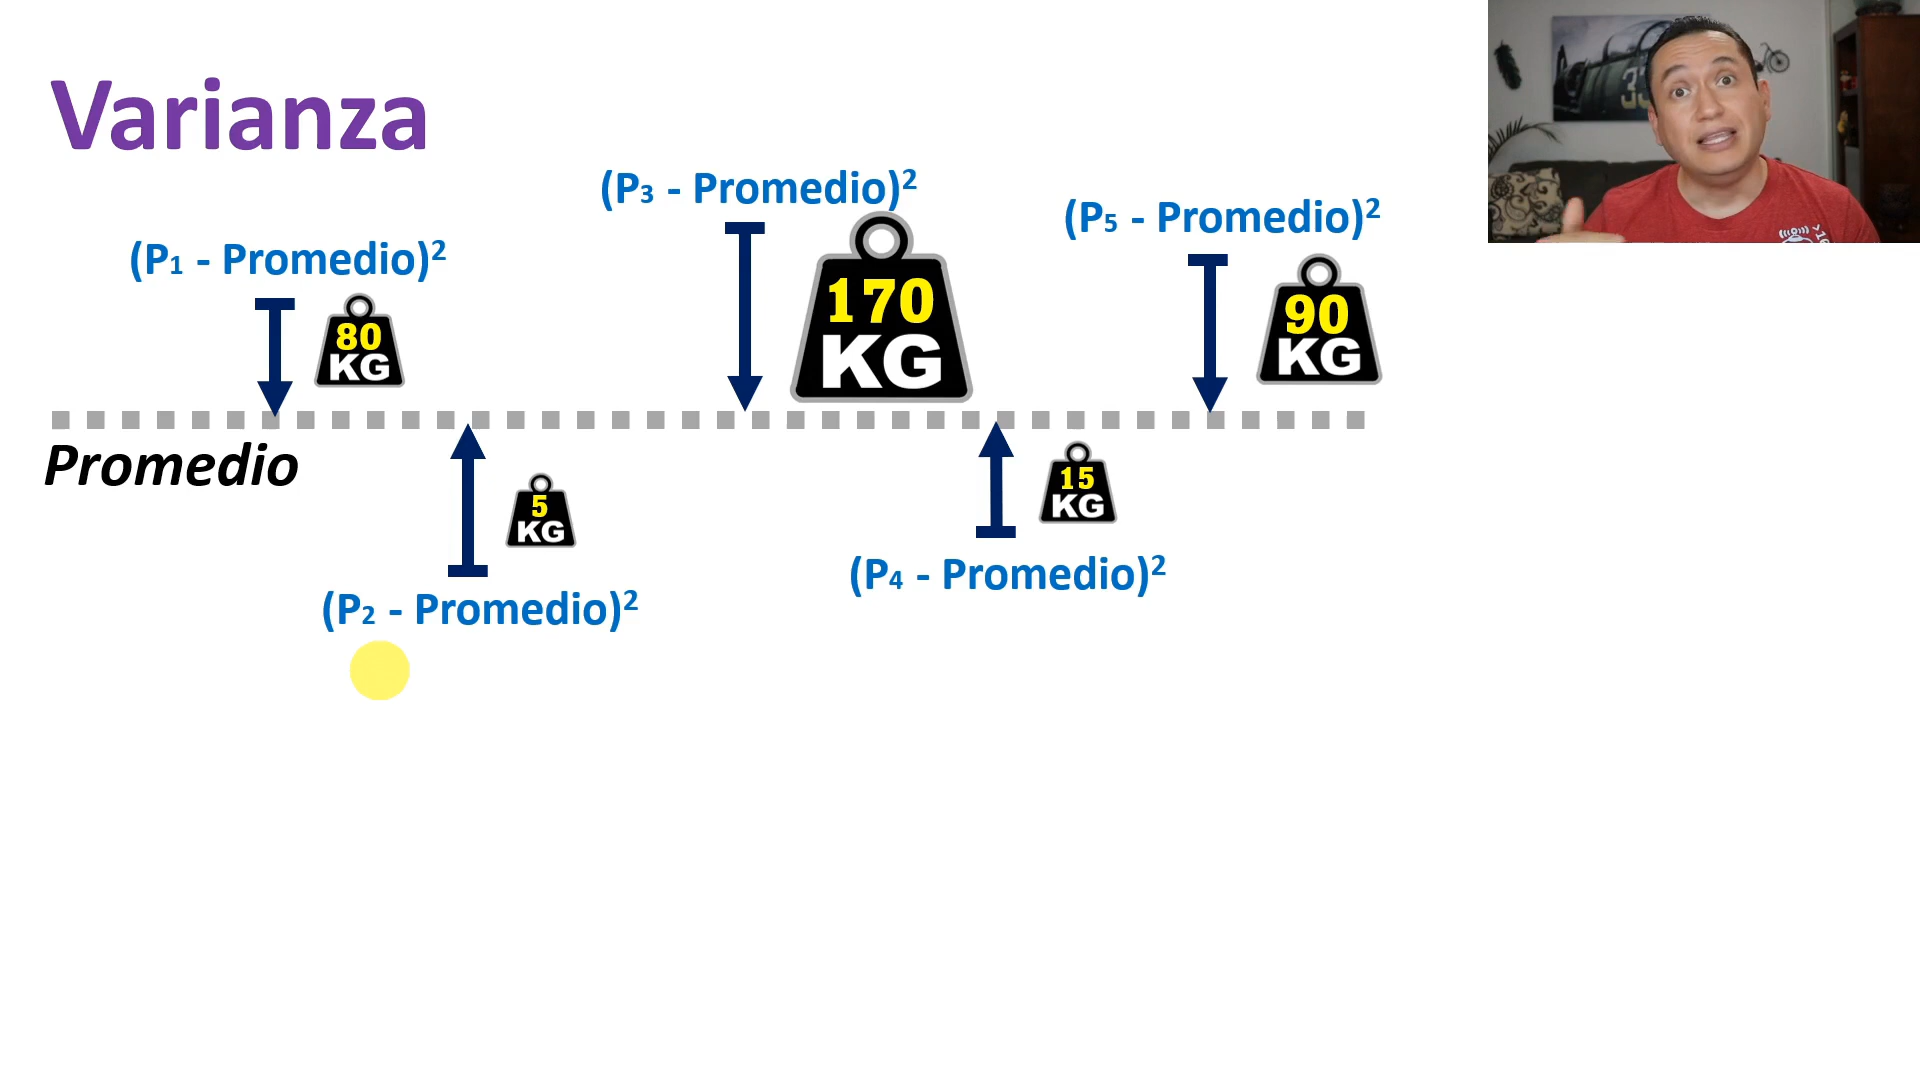 Varianza
(P1 - Promedio)²
(P3 - Promedio)²
(P5 - Promedio)²
80
KG
170
KG
90
KG
Promedio
5
KG
15
KG
(P2 - Promedio)²
(P4 - Promedio)²